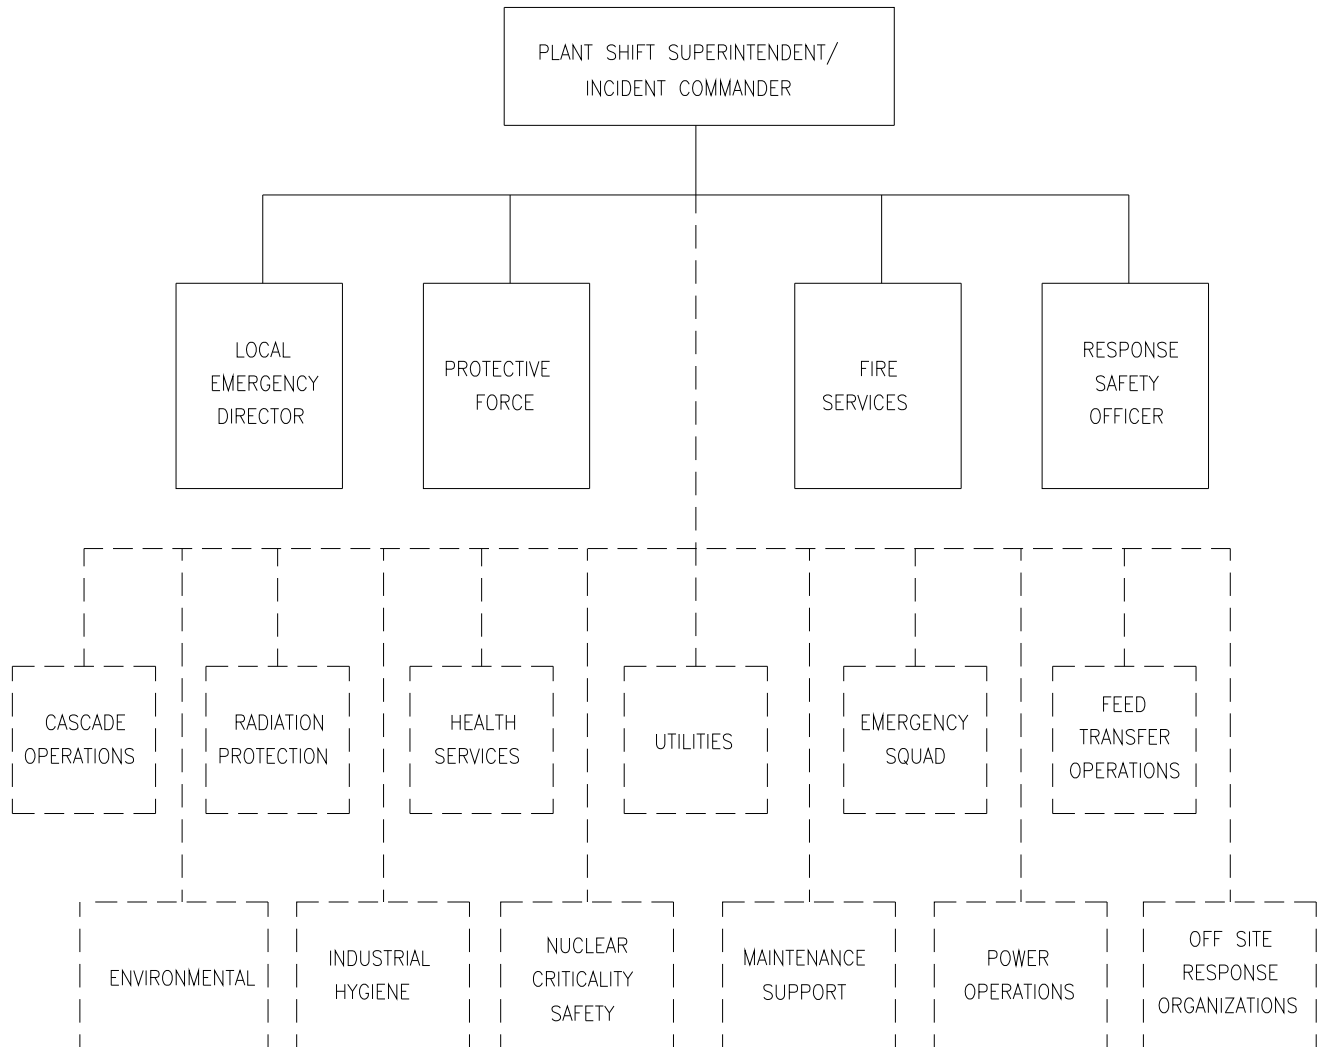 PLANT SHIFT SUPERINTENDENT/
INCIDENT COMMANDER
LOCAL
EMERGENCY
DIRECTOR
PROTECTIVE
FORCE
FIRE
SERVICES
RESPONSE
SAFETY
OFFICER
CASCADE
OPERATIONS
RADIATION
PROTECTION
HEALTH
SERVICES
UTILITIES
EMERGENCY
SQUAD
FEED
TRANSFER
OPERATIONS
ENVIRONMENTAL
INDUSTRIAL
HYGIENE
NUCLEAR
CRITICALITY
SAFETY
MAINTENANCE
SUPPORT
POWER
OPERATIONS
OFF SITE
RESPONSE
ORGANIZATIONS